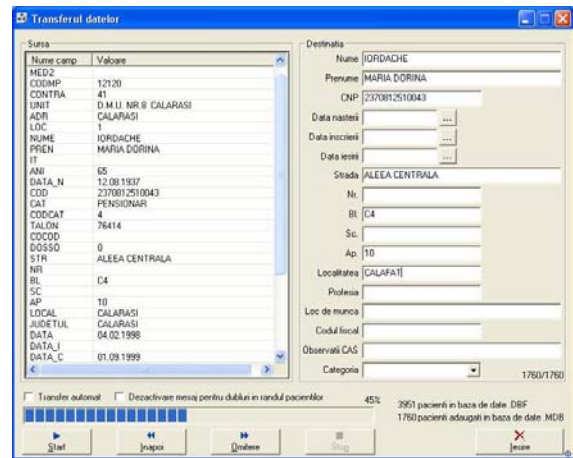 Transferul datelor
Sursa
Nume camp Valoare
MED2
CODMP 12120
CONTRA 41
UNIT D.M.U. NR.8 CALARASI
ADR CALARASI
LOC 1
NUME IORDACHE
PREN MARIA DORINA
IT
ANI 65
DATA_N 12.08.1937
COD 2370812510043
CAT PENSIONAR
CODCAT 4
TALON 76414
COCOD
DOSSO 0
STR ALEEA CENTRALA
NR
BL C4
SC
AP 10
LOCAL CALARASI
JUDETUL CALARASI
DATA 04.02.1998
DATA_I
DATA_C 01.09.1999
Destinatia
Nume IORDACHE
Prenume MARIA DORINA
CNP 2370812510043
Data nasterii ...
Data inscrierii ...
Data iesirii ...
Strada ALEEA CENTRALA
Nr.
Bl. C4
Sc.
Ap. 10
Localitatea CALAFAT
Profesia
Loc de munca
Codul fiscal
Observatii CAS
Categoria
1760/1760
Transfer automat Dezactivare mesaj pentru dubluri in randul pacientilor
45%
3951 pacienti in baza de date .DBF
1760 pacienti adaugati in baza de date .MDB
Start Inapoi Omitere Stop Iesire